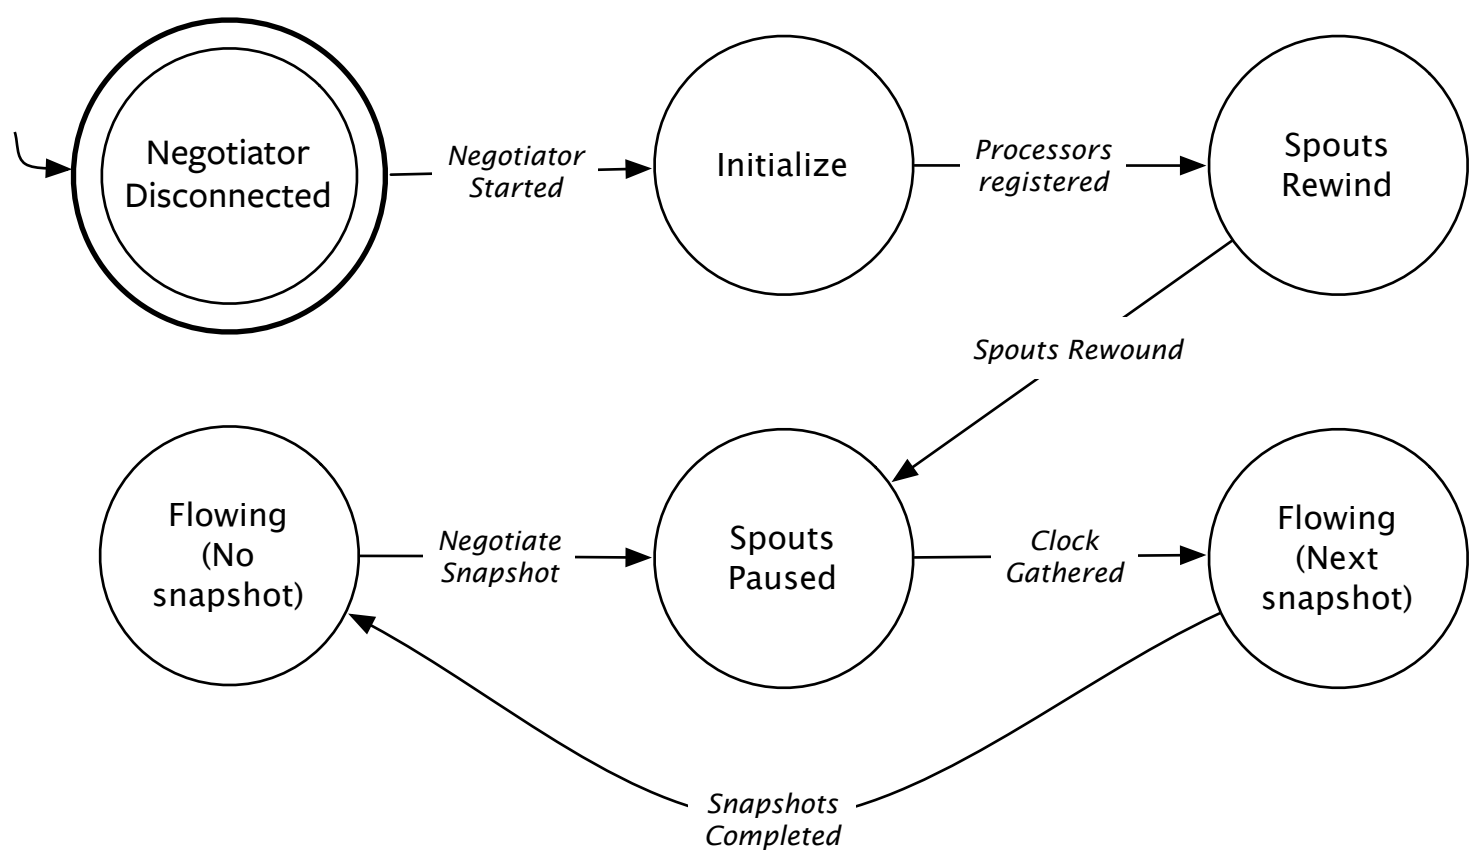 Negotiator
Disconnected
Negotiator
Started
Initialize
Processors
registered
Spouts
Rewind
Spouts Rewound
Flowing
(No
snapshot)
Negotiate
Snapshot
Spouts
Paused
Clock
Gathered
Flowing
(Next
snapshot)
Snapshots
Completed